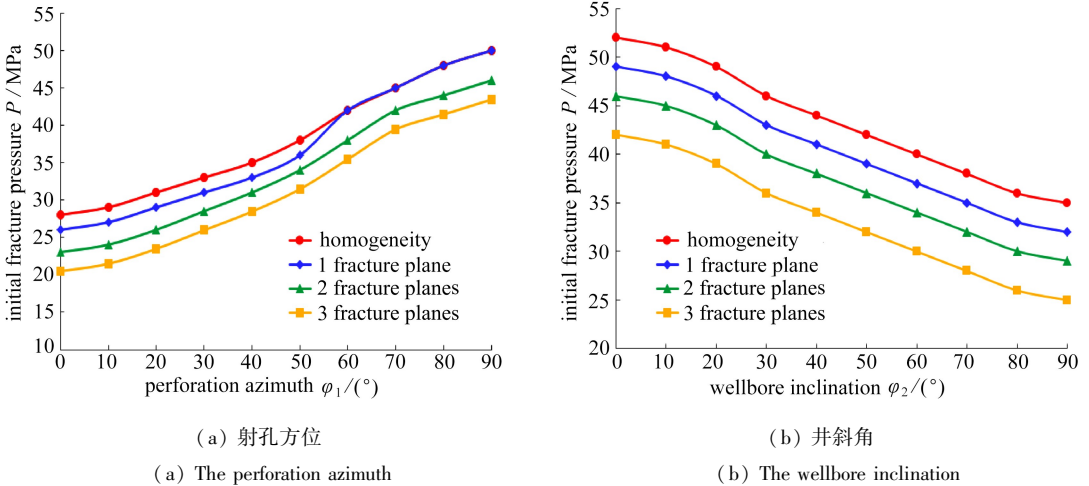 55
50
45
40
35
30
25
20
15
10
initial fracture pressure P / MPa
homogeneity
1 fracture plane
2 fracture planes
3 fracture planes
0 10 20 30 40 50 60 70 80 90
perforation azimuth φ1/(°)
(a) 射孔方位
(a) The perforation azimuth
55
50
45
40
35
30
25
20
initial fracture pressure P / MPa
homogeneity
1 fracture plane
2 fracture planes
3 fracture planes
0 10 20 30 40 50 60 70 80 90
wellbore inclination φ2/(°)
(b) 井斜角
(b) The wellbore inclination